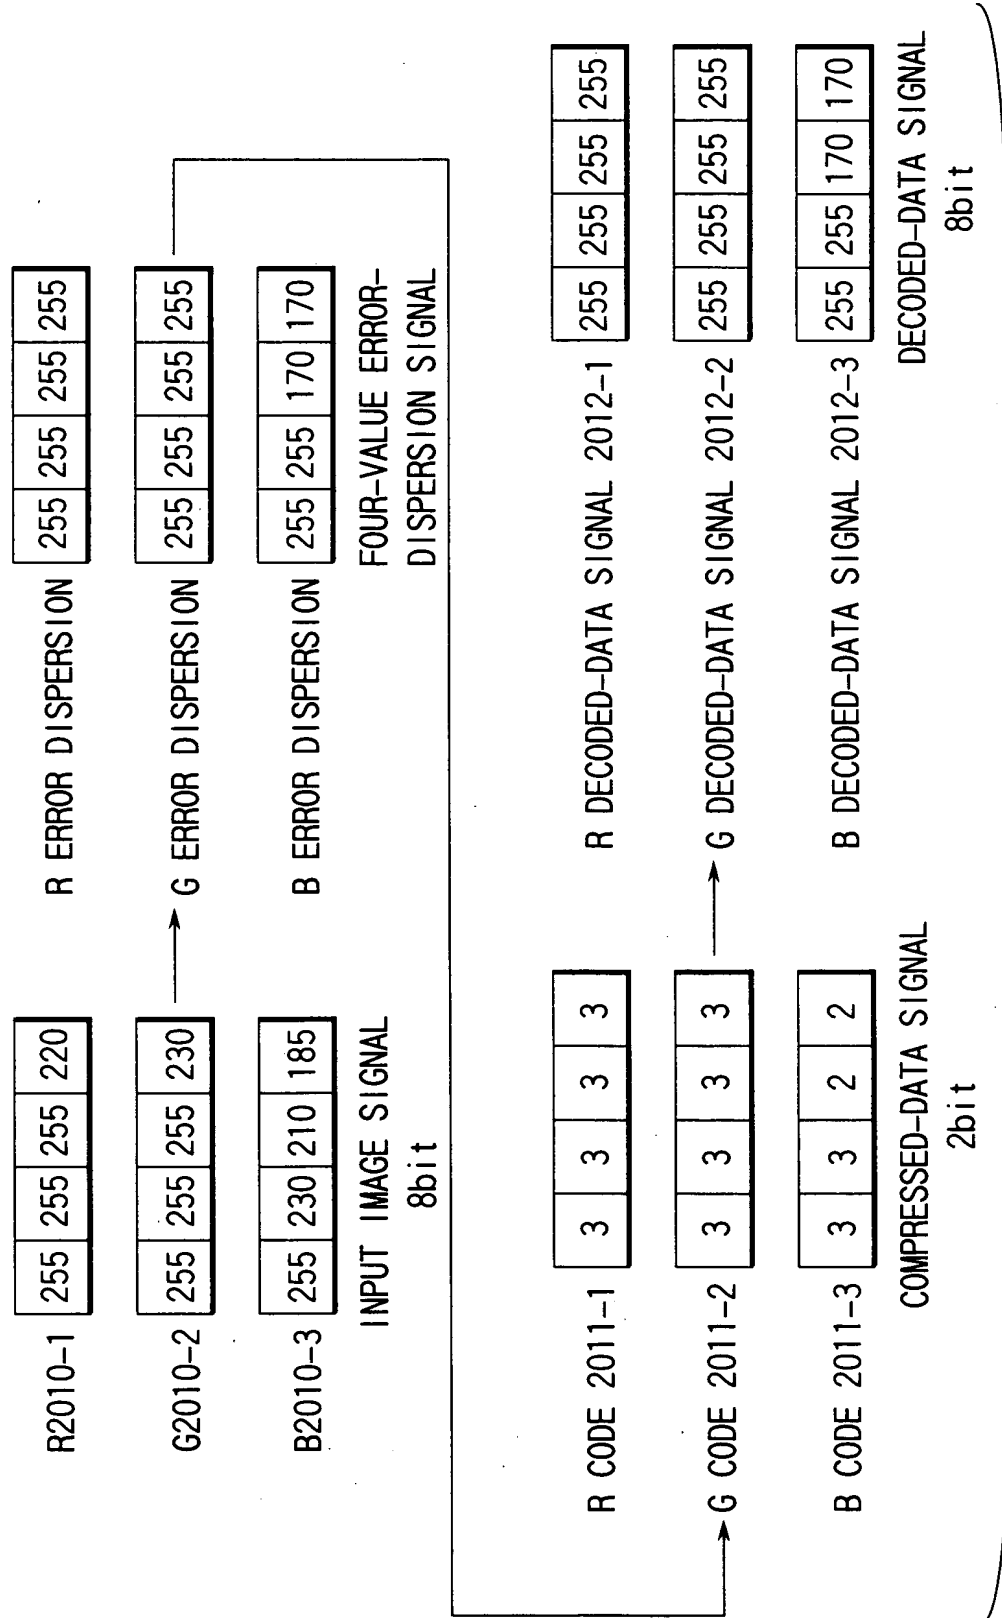 R2010-1 255 255 255 220
G2010-2 255 255 255 230
B2010-3 255 230 210 185
INPUT IMAGE SIGNAL
8bit
R ERROR DISPERSION 255 255 255 255
G ERROR DISPERSION 255 255 255 255
B ERROR DISPERSION 255 255 170 170
FOUR-VALUE ERROR-
DISPERSION SIGNAL
R CODE 2011-1 3 3 3 3
G CODE 2011-2 3 3 3 3
B CODE 2011-3 3 3 2 2
COMPRESSED-DATA SIGNAL
2bit
R DECODED-DATA SIGNAL 2012-1 255 255 255 255
G DECODED-DATA SIGNAL 2012-2 255 255 255 255
B DECODED-DATA SIGNAL 2012-3 255 255 170 170
DECODED-DATA SIGNAL
8bit